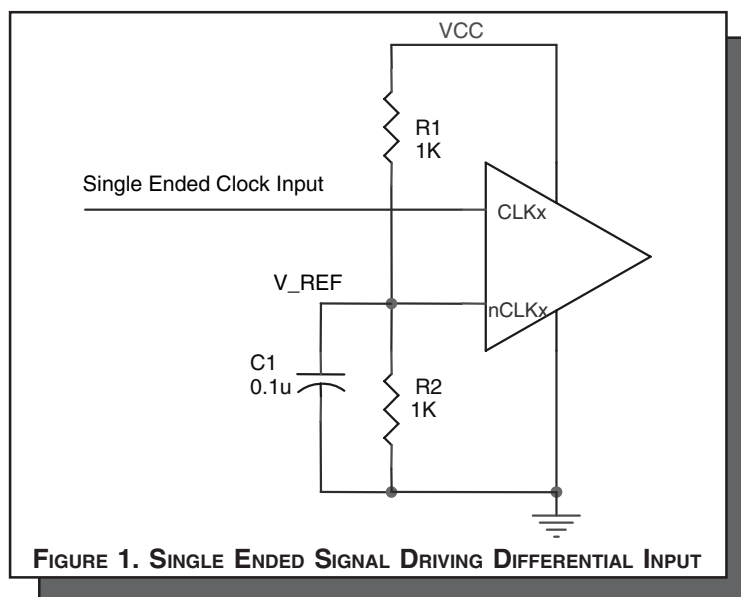 VCC
R1
1K
Single Ended Clock Input
CLKx
V_REF
nCLKx
C1
0.1u
R2
1K
FIGURE 1. SINGLE ENDED SIGNAL DRIVING DIFFERENTIAL INPUT